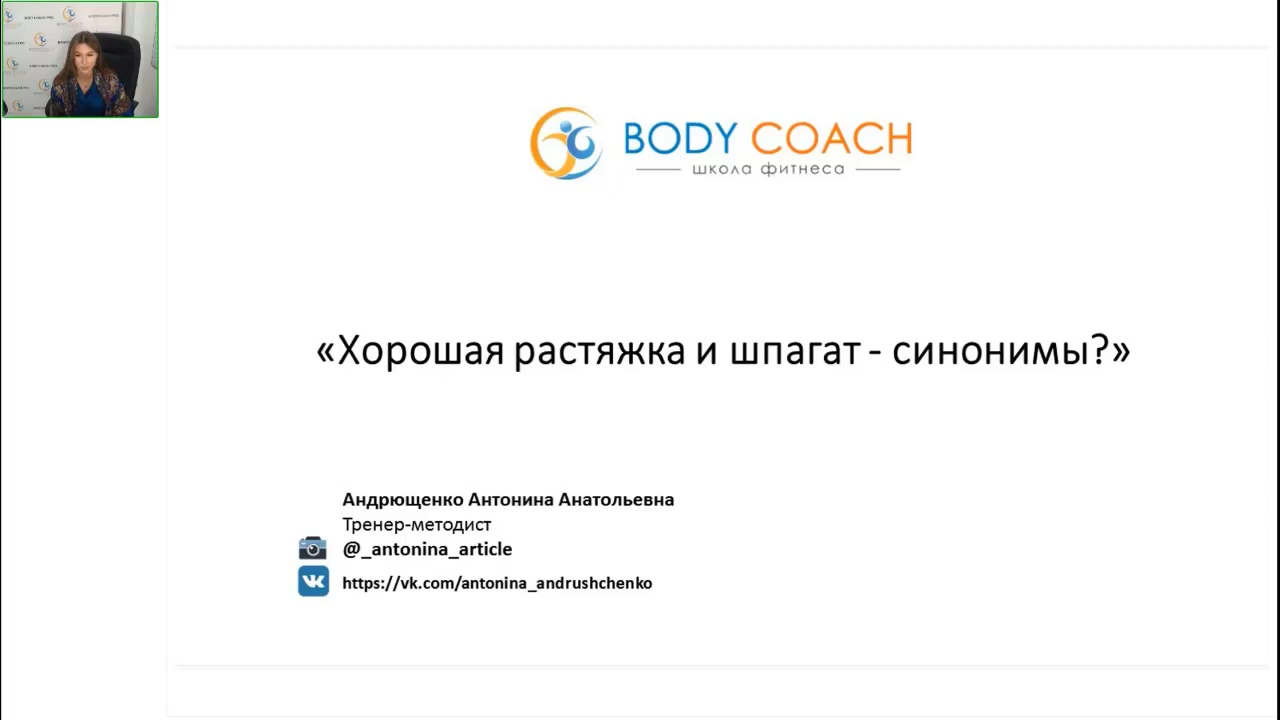 BODY COACH
школа фитнеса
«Хорошая растяжка и шпагат - синонимы?»
Андрющенко Антонина Анатольевна
Тренер-методист
@_antonina_article
https://vk.com/antonina_andrushchenko